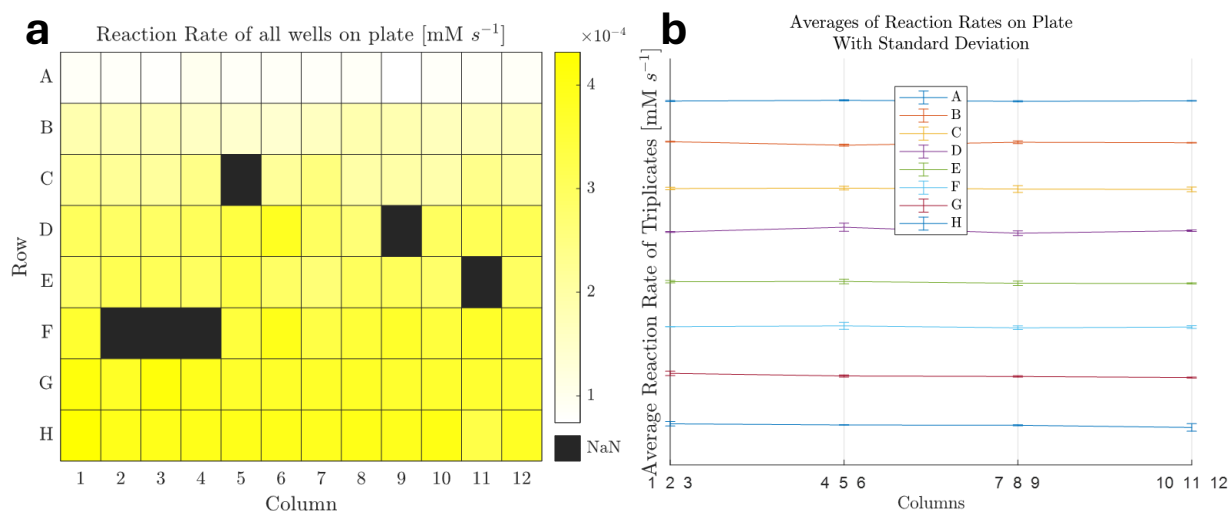 a
Reaction Rate of all wells on plate [mM s⁻¹]
×10⁻⁴
A
B
C
D
E
F
G
H
Row
1 2 3 4 5 6 7 8 9 10 11 12
Column
4
3
2
1
NaN
b
Averages of Reaction Rates on Plate
With Standard Deviation
Average Reaction Rate of Triplicates [mM s⁻¹]
A
B
C
D
E
F
G
H
1 2 3 4 5 6 7 8 9 10 11 12
Columns